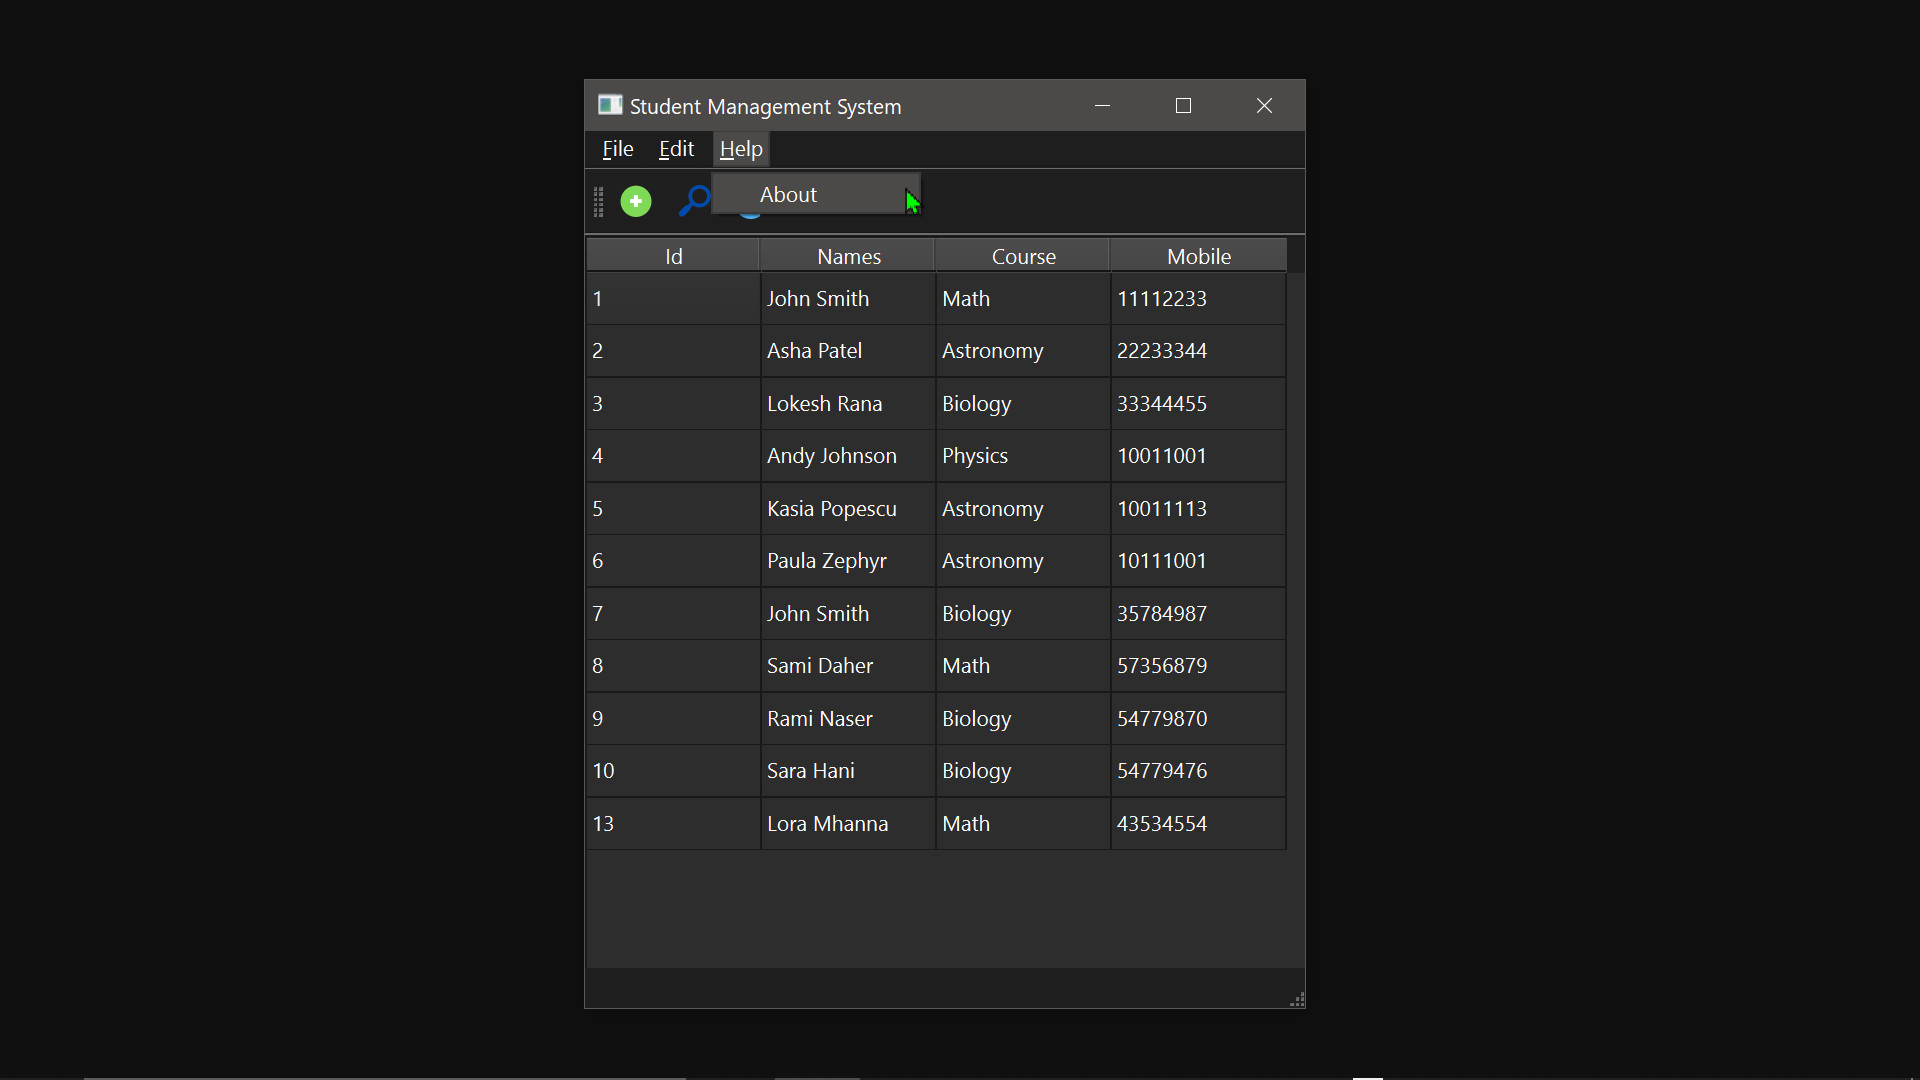 Student Management System
File Edit Help
About
Id Names Course Mobile
1 John Smith Math 11112233
2 Asha Patel Astronomy 22233344
3 Lokesh Rana Biology 33344455
4 Andy Johnson Physics 10011001
5 Kasia Popescu Astronomy 10011113
6 Paula Zephyr Astronomy 10111001
7 John Smith Biology 35784987
8 Sami Daher Math 57356879
9 Rami Naser Biology 54779870
10 Sara Hani Biology 54779476
13 Lora Mhanna Math 43534554